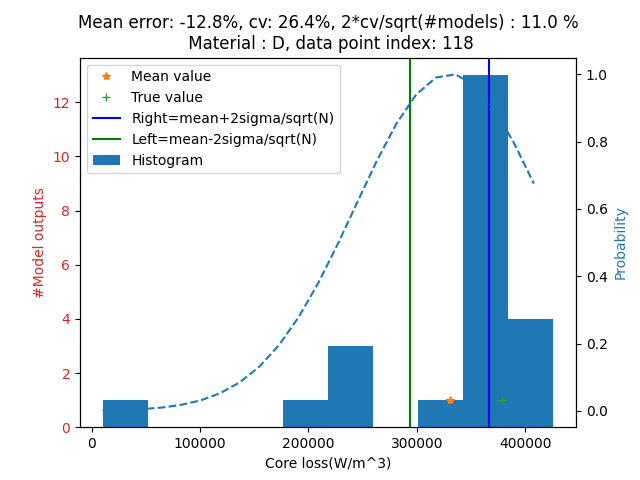 Mean error: -12.8%, cv: 26.4%, 2*cv/sqrt(#models) : 11.0 %
Material : D, data point index: 118
Mean value
True value
Right=mean+2sigma/sqrt(N)
Left=mean-2sigma/sqrt(N)
Histogram
#Model outputs
12
10
8
6
4
2
0
1.0
0.8
0.6
0.4
0.2
0.0
Probability
0
100000
200000
300000
400000
Core loss(W/m^3)